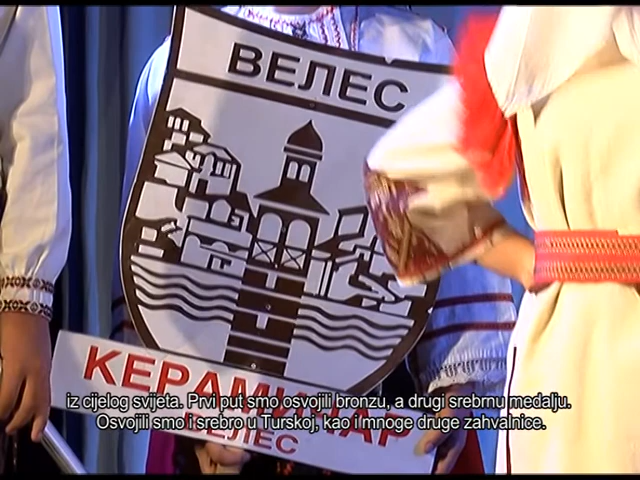 ВЕЛЕС
КЕРАМИЧАР
ВЕЛЕС
iz cijelog svijeta. Prvi put smo osvojili bronzu, a drugi srebrnu medalju.
Osvojili smo i srebro u Turskoj, kao i mnoge druge zahvalnice.